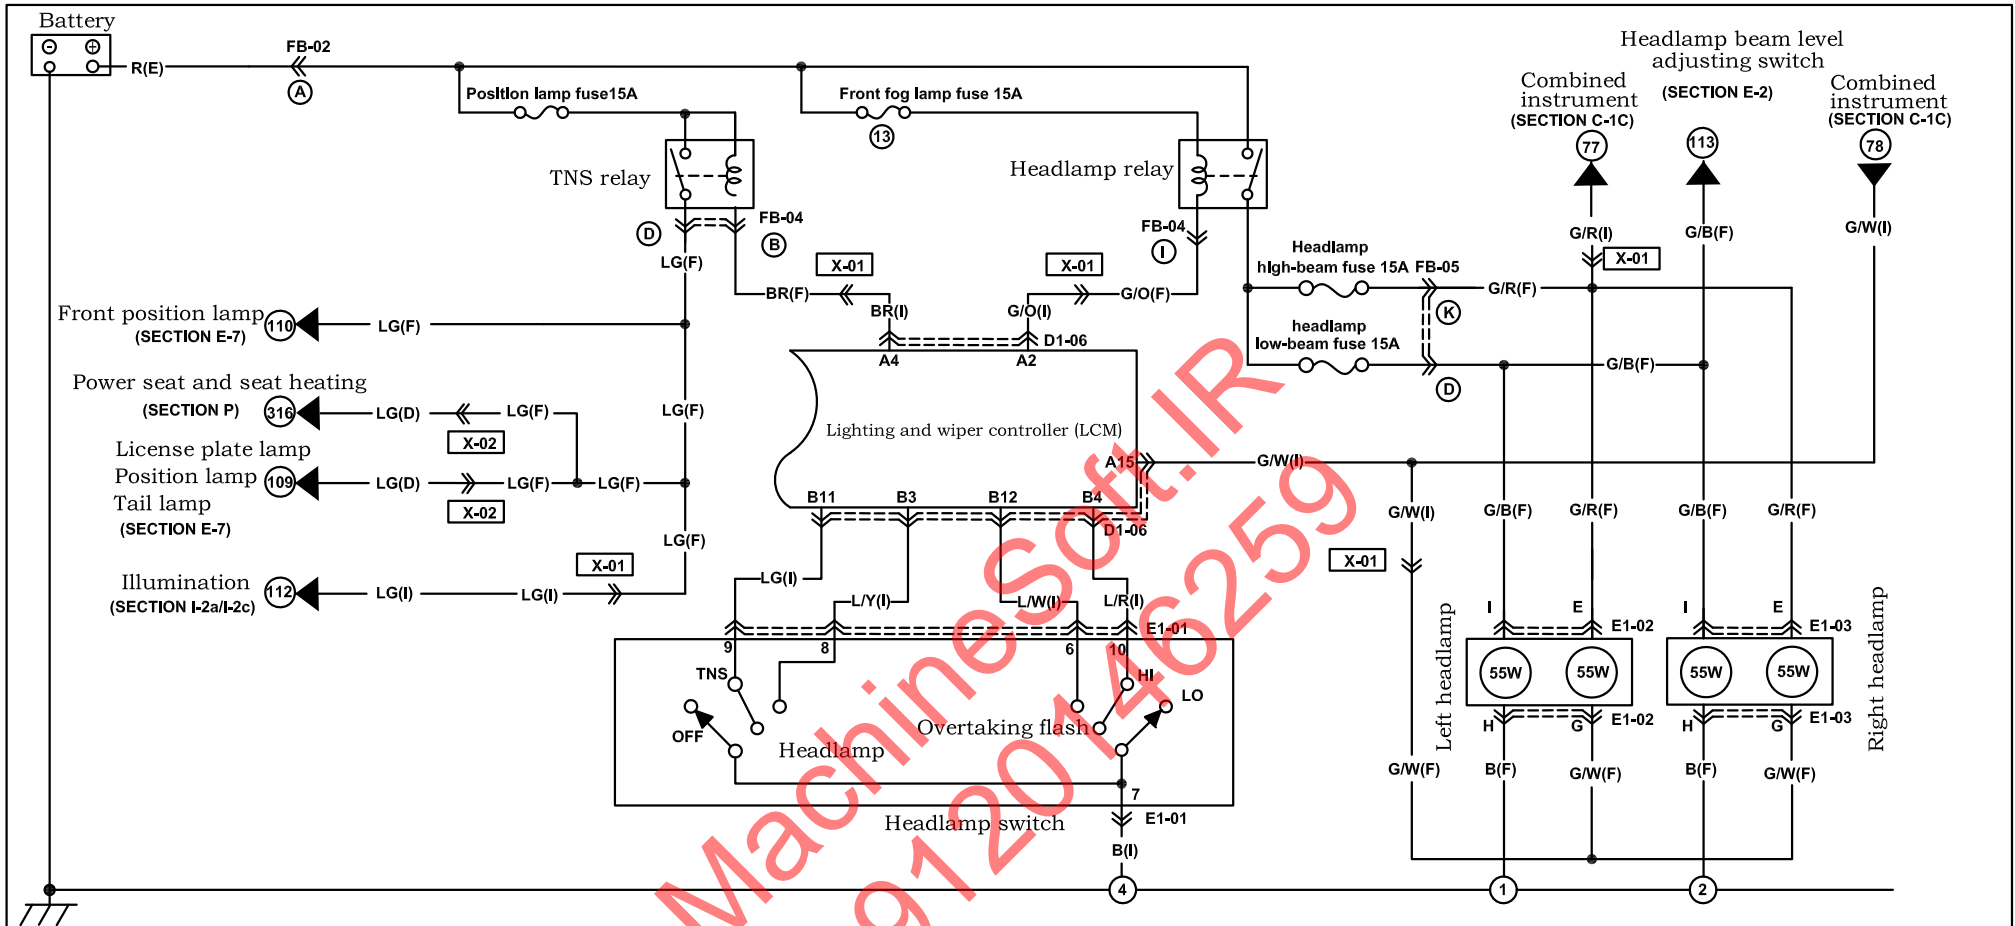 Battery
R(E)
FB-02
A
Position lamp fuse15A
Front fog lamp fuse 15A
13
TNS relay
Headlamp relay
Headlamp beam level
adjusting switch
(SECTION E-2)
Combined
instrument
(SECTION C-1C)
77
113
Combined
instrument
(SECTION C-1C)
78
G/R(I)
G/B(F)
G/W(I)
X-01
D
FB-04
B
LG(F)
X-01
BR(F)
BR(I)
X-01
G/O(F)
G/O(I)
FB-04
I
Headlamp
high-beam fuse 15A
FB-05
G/R(F)
K
headlamp
low-beam fuse 15A
G/B(F)
D
Front position lamp
(SECTION E-7)
110
LG(F)
Power seat and seat heating
(SECTION P)
316
LG(D)
LG(F)
X-02
LG(F)
License plate lamp
Position lamp
Tail lamp
(SECTION E-7)
109
LG(D)
LG(F)
LG(F)
X-02
LG(F)
Illumination
(SECTION I-2a/I-2c)
112
LG(I)
LG(I)
X-01
A4
A2
D1-06
Lighting and wiper controller (LCM)
A15
G/W(I)
B11
B3
B12
B4
D1-06
LG(I)
L/Y(I)
L/W(I)
L/R(I)
E1-01
9
8
6
10
TNS
OFF
Headlamp
Overtaking flash
HI
LO
7
Headlamp switch
E1-01
B(I)
4
G/W(I)
X-01
G/W(F)
G/B(F)
G/R(F)
G/B(F)
G/R(F)
I
E
E1-02
I
E
E1-03
Left headlamp
55W
55W
55W
55W
Right headlamp
H
G
E1-02
H
G
E1-03
B(F)
G/W(F)
B(F)
G/W(F)
1
2
MachineSoft.IR
9120146259